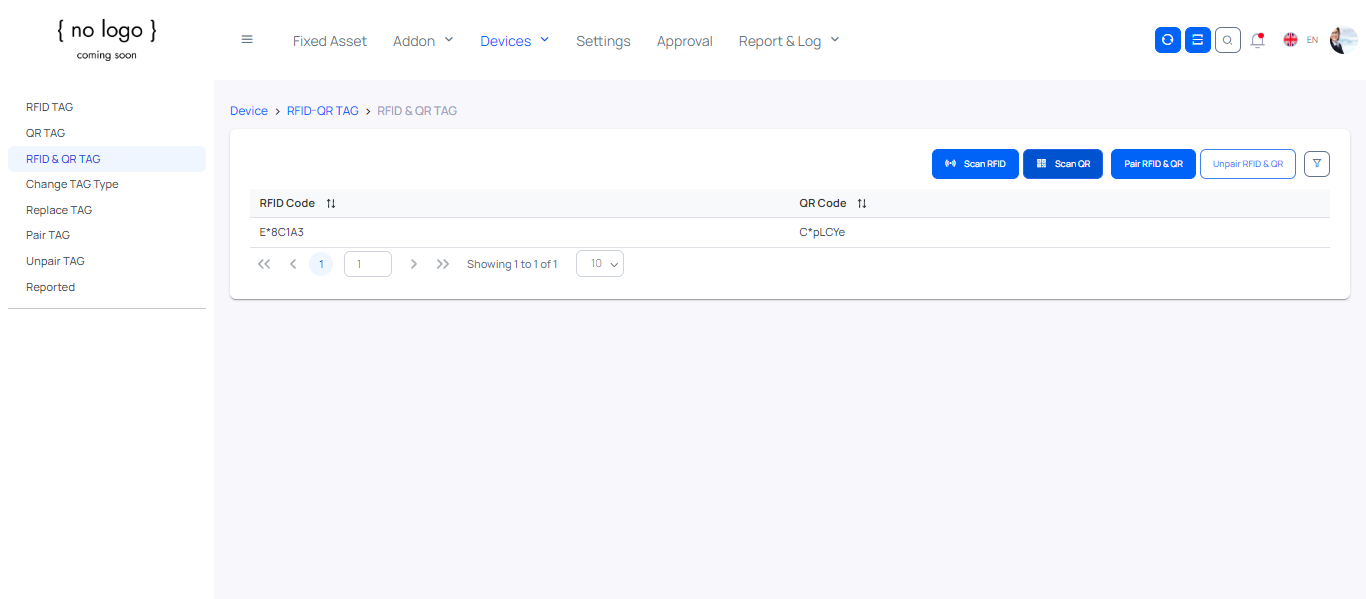 { no logo }
coming soon
Fixed Asset Addon Devices Settings Approval Report & Log EN
RFID TAG
QR TAG
RFID & QR TAG
Change TAG Type
Replace TAG
Pair TAG
Unpair TAG
Reported
Device > RFID-QR TAG > RFID & QR TAG
Scan RFID Scan QR Pair RFID & QR Unpair RFID & QR
RFID Code QR Code
E*8C1A3 C*pLCYe
1 1 Showing 1 to 1 of 1 10